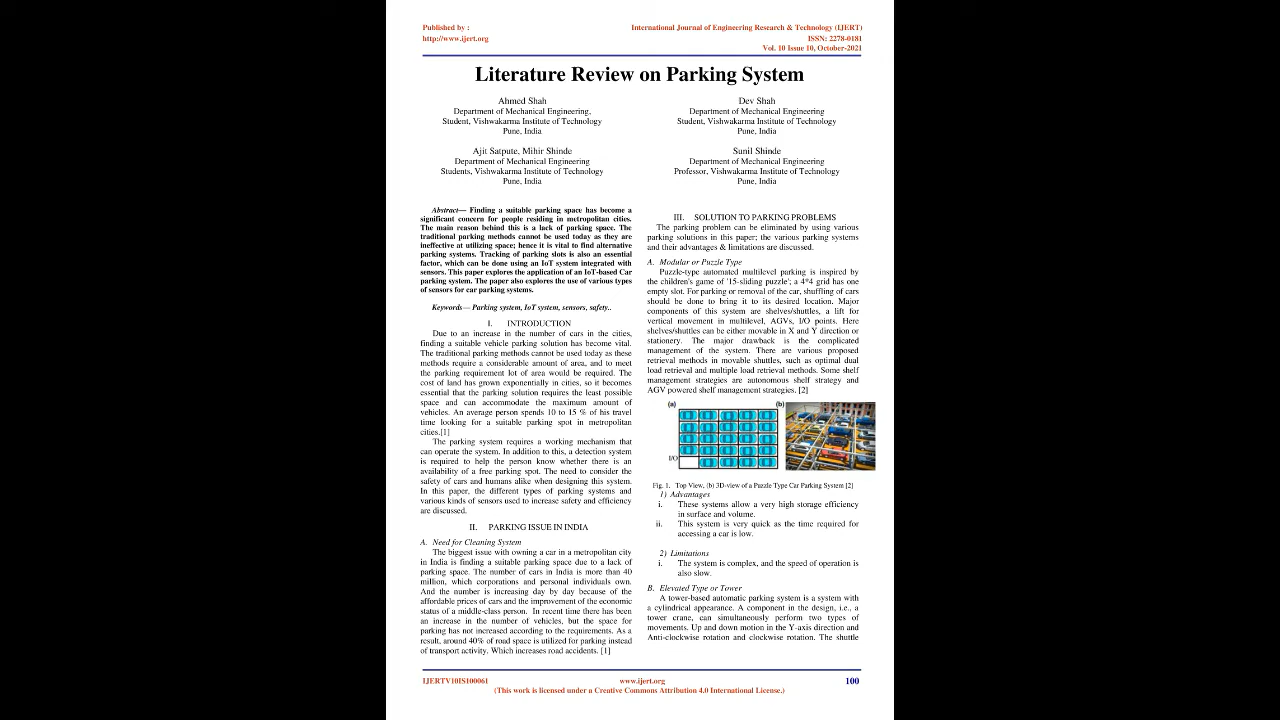 Published by :
http://www.ijert.org
International Journal of Engineering Research & Technology (IJERT)
ISSN: 2278-0181
Vol. 10 Issue 10, October-2021
Literature Review on Parking System
Ahmed Shah
Department of Mechanical Engineering,
Student, Vishwakarma Institute of Technology
Pune, India
Dev Shah
Department of Mechanical Engineering
Student, Vishwakarma Institute of Technology
Pune, India
Ajit Satpute, Mihir Shinde
Department of Mechanical Engineering
Students, Vishwakarma Institute of Technology
Pune, India
Sunil Shinde
Department of Mechanical Engineering
Professor, Vishwakarma Institute of Technology
Pune, India
Abstract— Finding a suitable parking space has become a
significant concern for people residing in metropolitan cities.
The main reason behind this is a lack of parking space. The
traditional parking methods cannot be used today as they are
ineffective at utilizing space; hence it is vital to find alternative
parking systems. Tracking of parking slots is also an essential
factor, which can be done using an IoT system integrated with
sensors. This paper explores the application of an IoT-based Car
parking system. The paper also explores the use of various types
of sensors for car parking systems.
Keywords— Parking system, IoT system, sensors, safety..
I. INTRODUCTION
Due to an increase in the number of cars in the cities,
finding a suitable vehicle parking solution has become vital.
The traditional parking methods cannot be used today as these
methods require a considerable amount of area, and to meet
the parking requirement lot of area would be required. The
cost of land has grown exponentially in cities, so it becomes
essential that the parking solution requires the least possible
space and can accommodate the maximum amount of
vehicles. An average person spends 10 to 15 % of his travel
time looking for a suitable parking spot in metropolitan
cities.[1]
The parking system requires a working mechanism that
can operate the system. In addition to this, a detection system
is required to help the person know whether there is an
availability of a free parking spot. The need to consider the
safety of cars and humans alike when designing this system.
In this paper, the different types of parking systems and
various kinds of sensors used to increase safety and efficiency
are discussed.
II. PARKING ISSUE IN INDIA
A. Need for Cleaning System
The biggest issue with owning a car in a metropolitan city
in India is finding a suitable parking space due to a lack of
parking space. The number of cars in India is more than 40
million, which corporations and personal individuals own.
And the number is increasing day by day because of the
affordable prices of cars and the improvement of the economic
status of a middle-class person. In recent time there has been
an increase in the number of vehicles, but the space for
parking has not increased according to the requirements. As a
result, around 40% of road space is utilized for parking instead
of transport activity. Which increases road accidents. [1]
III. SOLUTION TO PARKING PROBLEMS
The parking problem can be eliminated by using various
parking solutions in this paper; the various parking systems
and their advantages & limitations are discussed.
A. Modular or Puzzle Type
Puzzle-type automated multilevel parking is inspired by
the children's game of '15-sliding puzzle'; a 4*4 grid has one
empty slot. For parking or removal of the car, shuffling of cars
should be done to bring it to its desired location. Major
components of this system are shelves/shuttles, a lift for
vertical movement in multilevel, AGVs, I/O points. Here
shelves/shuttles can be either movable in X and Y direction or
stationery. The major drawback is the complicated
management of the system. There are various proposed
retrieval methods in movable shuttles, such as optimal dual
load retrieval and multiple load retrieval methods. Some shelf
management strategies are autonomous shelf strategy and
AGV powered shelf management strategies. [2]
(a)
(b)
I/O
Fig. 1. Top View, (b) 3D-view of a Puzzle Type Car Parking System [2]
1) Advantages
i. These systems allow a very high storage efficiency
in surface and volume.
ii. This system is very quick as the time required for
accessing a car is low.
2) Limitations
i. The system is complex, and the speed of operation is
also slow.
B. Elevated Type or Tower
A tower-based automatic parking system is a system with
a cylindrical appearance. A component in the design, i.e., a
tower crane, can simultaneously perform two types of
movements. Up and down motion in the Y-axis direction and
Anti-clockwise rotation and clockwise rotation. The shuttle
IJERTV10IS100061
www.ijert.org
100
(This work is licensed under a Creative Commons Attribution 4.0 International License.)